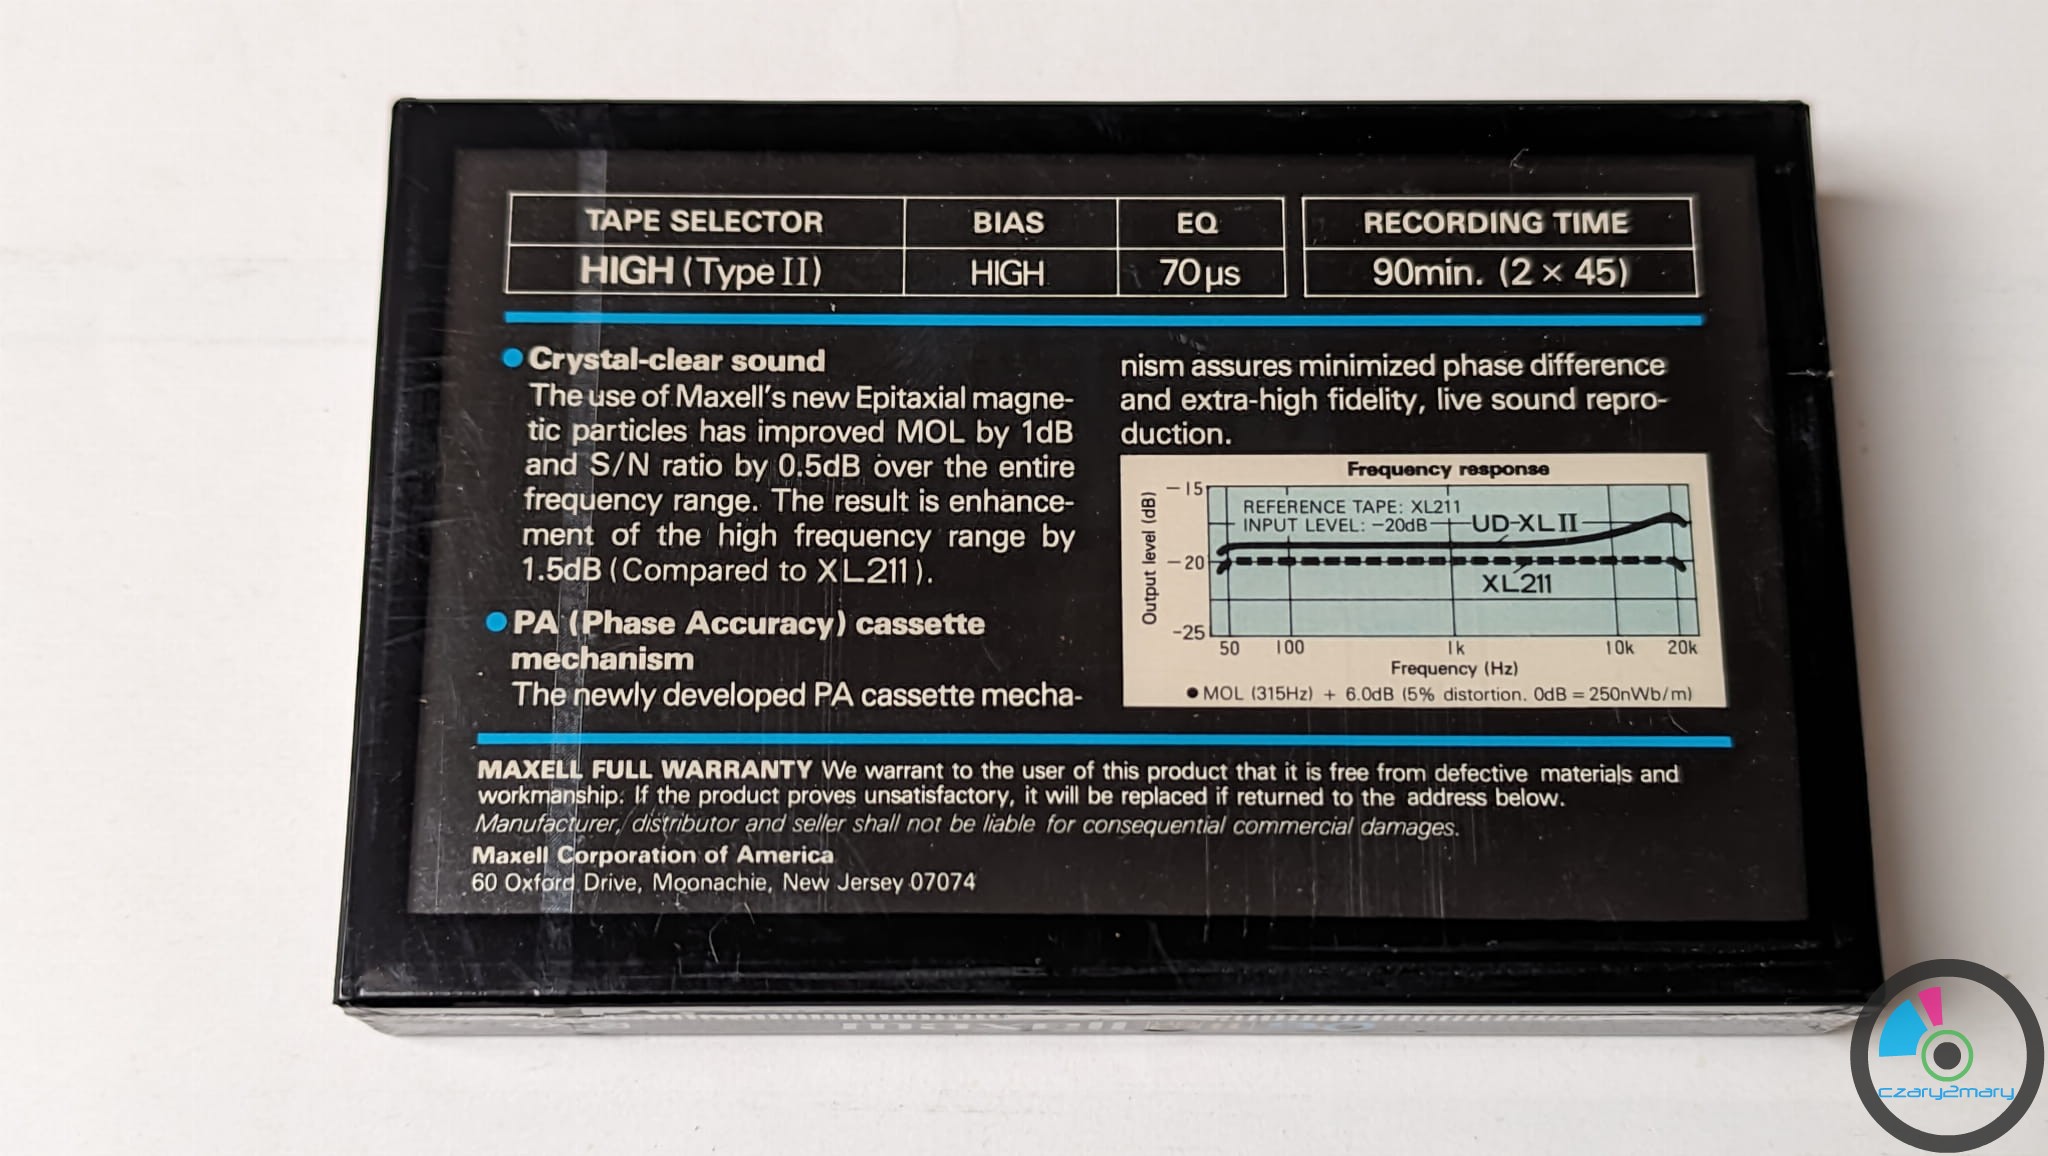 TAPE SELECTOR BIAS EQ RECORDING TIME
HIGH (Type II) HIGH 70μs 90min. (2 × 45)
● Crystal-clear sound
The use of Maxell's new Epitaxial magne-
tic particles has improved MOL by 1dB
and S/N ratio by 0.5dB over the entire
frequency range. The result is enhance-
ment of the high frequency range by
1.5dB (Compared to XL211).
● PA (Phase Accuracy) cassette
mechanism
The newly developed PA cassette mecha-
nism assures minimized phase difference
and extra-high fidelity, live sound repro-
duction.
Frequency response
Output level (dB)
-15
-20
-25
REFERENCE TAPE: XL211
INPUT LEVEL: -20dB
UD-XL II
XL211
50 100 1k 10k 20k
Frequency (Hz)
● MOL (315Hz) + 6.0dB (5% distortion. 0dB = 250nWb/m)
MAXELL FULL WARRANTY We warrant to the user of this product that it is free from defective materials and
workmanship. If the product proves unsatisfactory, it will be replaced if returned to the address below.
Manufacturer, distributor and seller shall not be liable for consequential commercial damages.
Maxell Corporation of America
60 Oxford Drive, Moonachie, New Jersey 07074
maxell
czary2mary